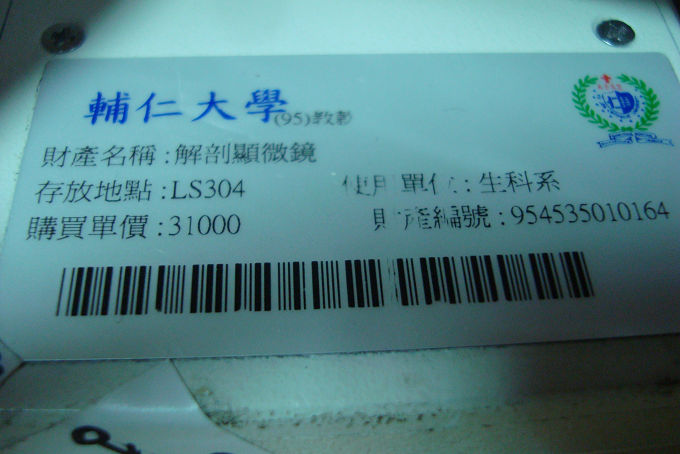 輔仁大學(95)教彰
財產名稱:解剖顯微鏡
存放地點:LS304 使用單位:生科系
購買單價:31000 財產編號:954535010164